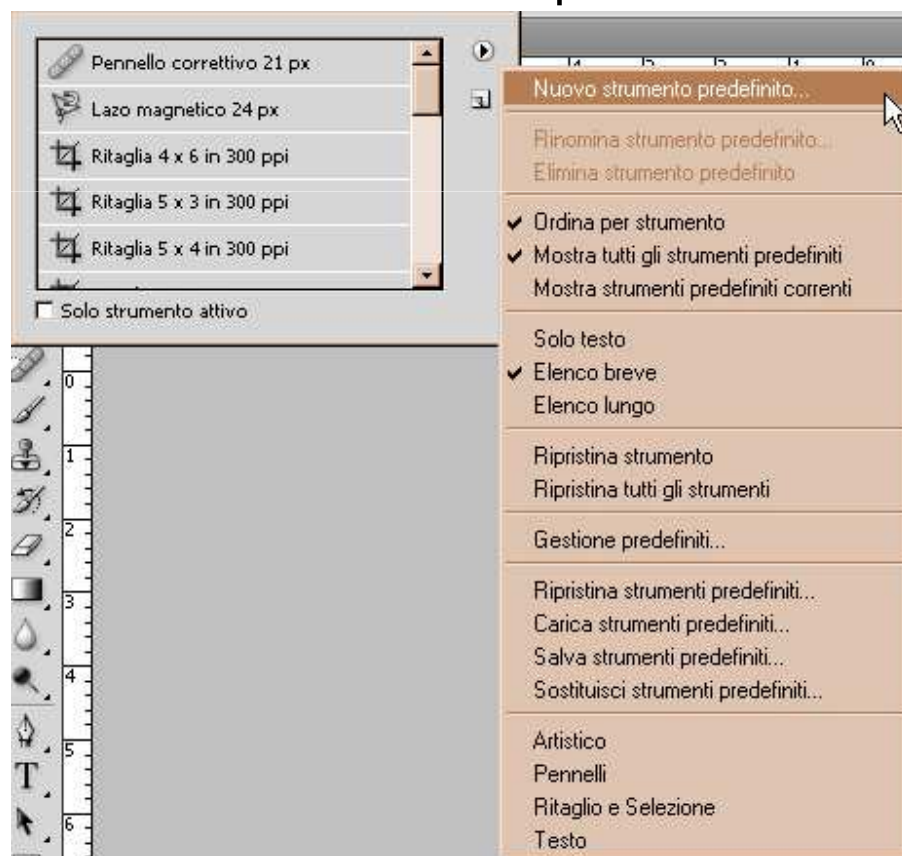 Pennello correttivo 21 px
Lazo magnetico 24 px
Ritaglia 4 x 6 in 300 ppi
Ritaglia 5 x 3 in 300 ppi
Ritaglia 5 x 4 in 300 ppi
Solo strumento attivo
Nuovo strumento predefinito...
Rinomina strumento predefinito...
Elimina strumento predefinito
Ordina per strumento
Mostra tutti gli strumenti predefiniti
Mostra strumenti predefiniti correnti
Solo testo
Elenco breve
Elenco lungo
Ripristina strumento
Ripristina tutti gli strumenti
Gestione predefiniti...
Ripristina strumenti predefiniti...
Carica strumenti predefiniti...
Salva strumenti predefiniti...
Sostituisci strumenti predefiniti...
Artistico
Pennelli
Ritaglio e Selezione
Testo
0
1
2
3
4
5
6
T